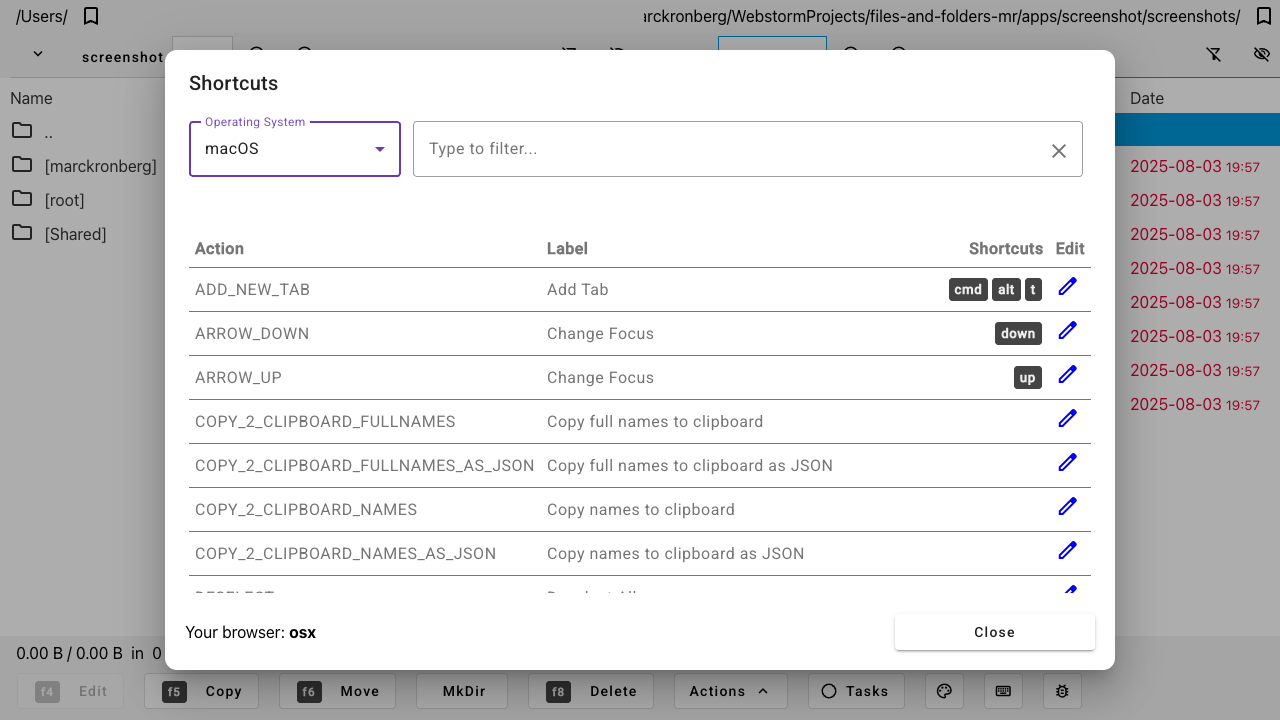 /Users/
rckronberg/WebstormProjects/files-and-folders-mr/apps/screenshot/screenshots/
screenshot
Name
Date
..
[marckronberg]
[root]
[Shared]
2025-08-03 19:57
2025-08-03 19:57
2025-08-03 19:57
2025-08-03 19:57
2025-08-03 19:57
2025-08-03 19:57
2025-08-03 19:57
2025-08-03 19:57
Shortcuts
Operating System
macOS
Type to filter...
Action Label Shortcuts Edit
ADD_NEW_TAB Add Tab cmd alt t
ARROW_DOWN Change Focus down
ARROW_UP Change Focus up
COPY_2_CLIPBOARD_FULLNAMES Copy full names to clipboard
COPY_2_CLIPBOARD_FULLNAMES_AS_JSON Copy full names to clipboard as JSON
COPY_2_CLIPBOARD_NAMES Copy names to clipboard
COPY_2_CLIPBOARD_NAMES_AS_JSON Copy names to clipboard as JSON
Your browser: osx
Close
0.00 B / 0.00 B in 0
f4 Edit f5 Copy f6 Move MkDir f8 Delete Actions Tasks